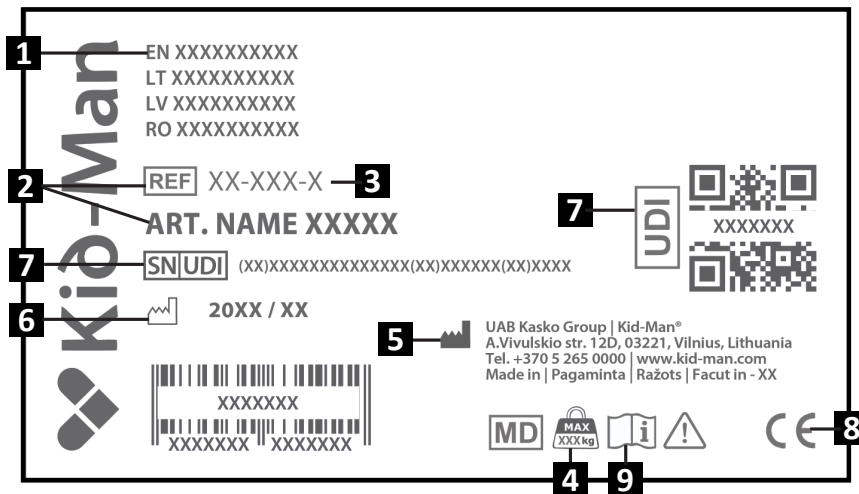 Kid-Man
1
EN XXXXXXXXXX
LT XXXXXXXXXX
LV XXXXXXXXXX
RO XXXXXXXXXX
2
REF XX-XXX-X 3
ART. NAME XXXXX
7
SN UDI (XX)XXXXXXXXXXXXXX(XX)XXXXXX(XX)XXXX
6
20XX / XX
7
UDI
XXXXXXX
5
UAB Kasko Group | Kid-Man®
A.Vivulskio str. 12D, 03221, Vilnius, Lithuania
Tel. +370 5 265 0000 | www.kid-man.com
Made in | Pagaminta | Ražots | Facut in - XX
XXXXXXX
XXXXXXX XXXXXXX
MD
MAX
XXX kg
i
!
CE
8
4
9